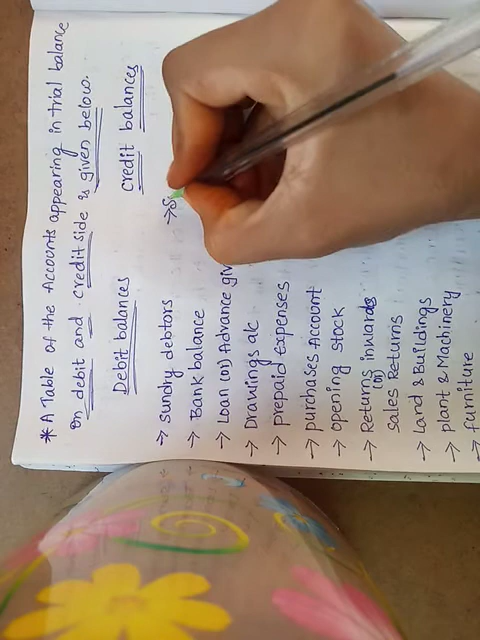 * A Table of the Accounts appearing in trial balance
on debit and credit side is given below.
Debit balances credit balances
→ sundry debtors → S
→ Bank balance
→ Loan (or) Advance giv
→ Drawings a/c
→ prepaid expenses
→ purchases Account
→ opening stock
→ Returns inwards
(or)
sales Returns
→ Land & Buildings
→ plant & Machinery
→ furniture